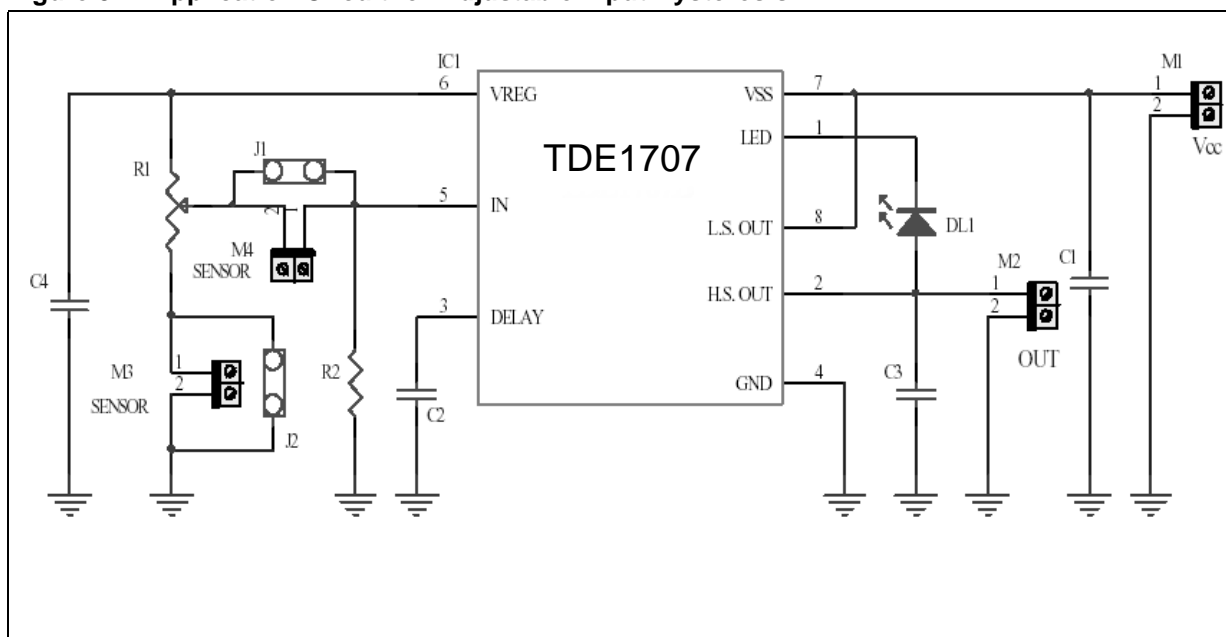 IC1
M1
6
VREG
VSS
7
1
2
Vcc
LED
1
TDE1707
J1
R1
2
1
5
IN
M4
SENSOR
L.S. OUT
8
DL1
C1
M2
C4
3
DELAY
H.S. OUT
2
1
2
OUT
M3
1
2
SENSOR
R2
C2
GND
4
C3
J2